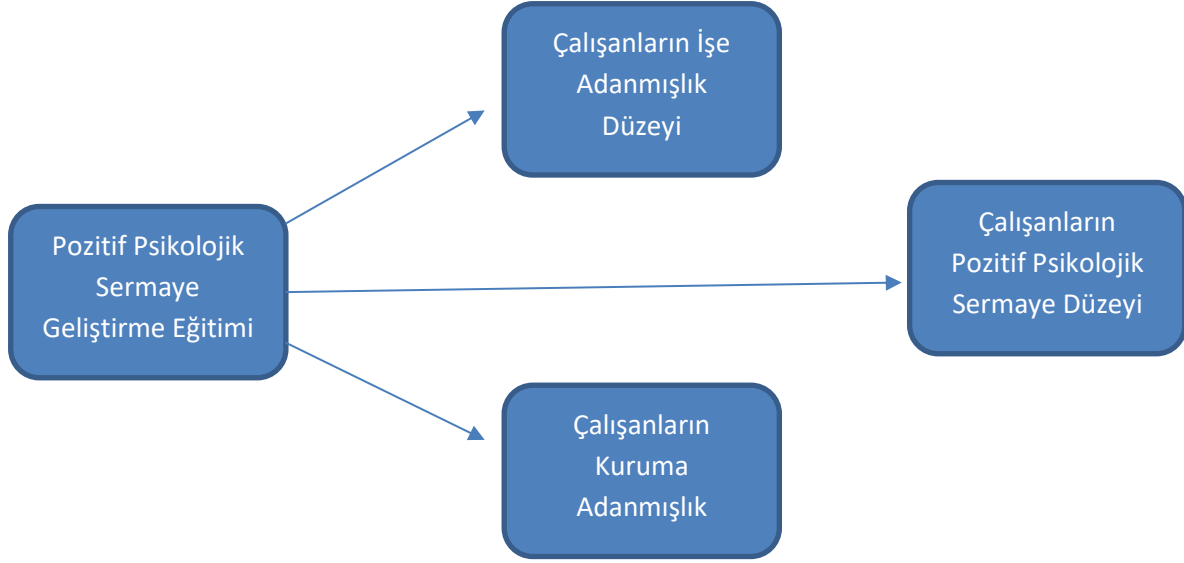 Çalışanların İşe
Adanmışlık
Düzeyi
Pozitif Psikolojik
Sermaye
Geliştirme Eğitimi
Çalışanların
Pozitif Psikolojik
Sermaye Düzeyi
Çalışanların
Kuruma
Adanmışlık